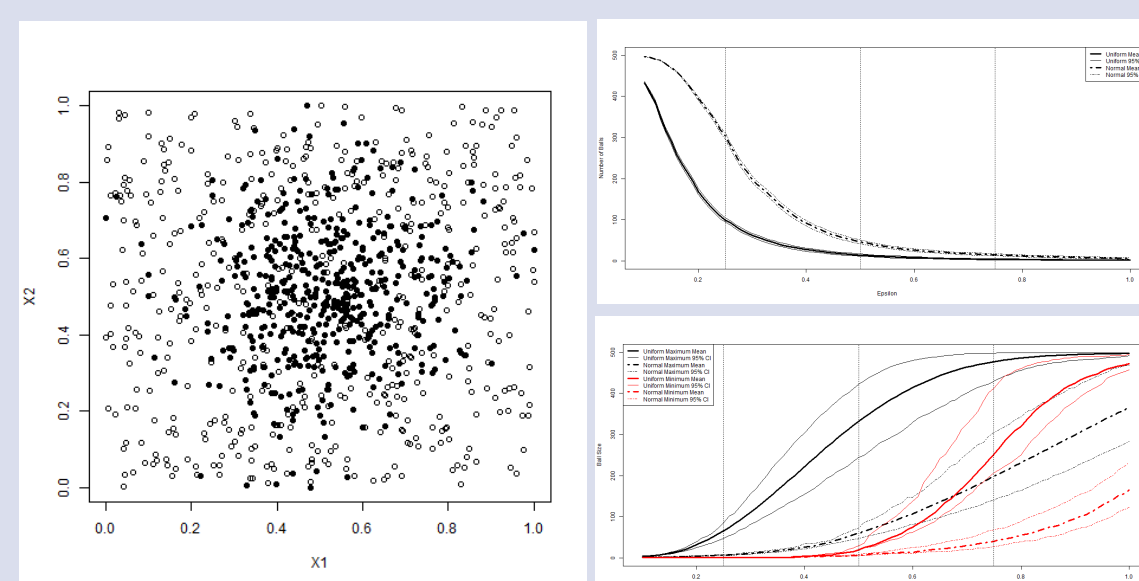 1.0
0.8
0.6
0.4
0.2
0.0
X2
0.0 0.2 0.4 0.6 0.8 1.0
X1
500
400
300
200
100
0
Number of Balls
Uniform Mean
Uniform 95%
Normal Mean
Normal 95%
0.2 0.4 0.6 0.8 1.0
Epsilon
500
400
300
200
100
0
Ball Size
Uniform Maximum Mean
Uniform Maximum 95% CI
Normal Maximum Mean
Normal Maximum 95% CI
Uniform Minimum Mean
Uniform Minimum 95% CI
Normal Minimum Mean
Normal Minimum 95% CI
0.2 0.4 0.6 0.8 1.0